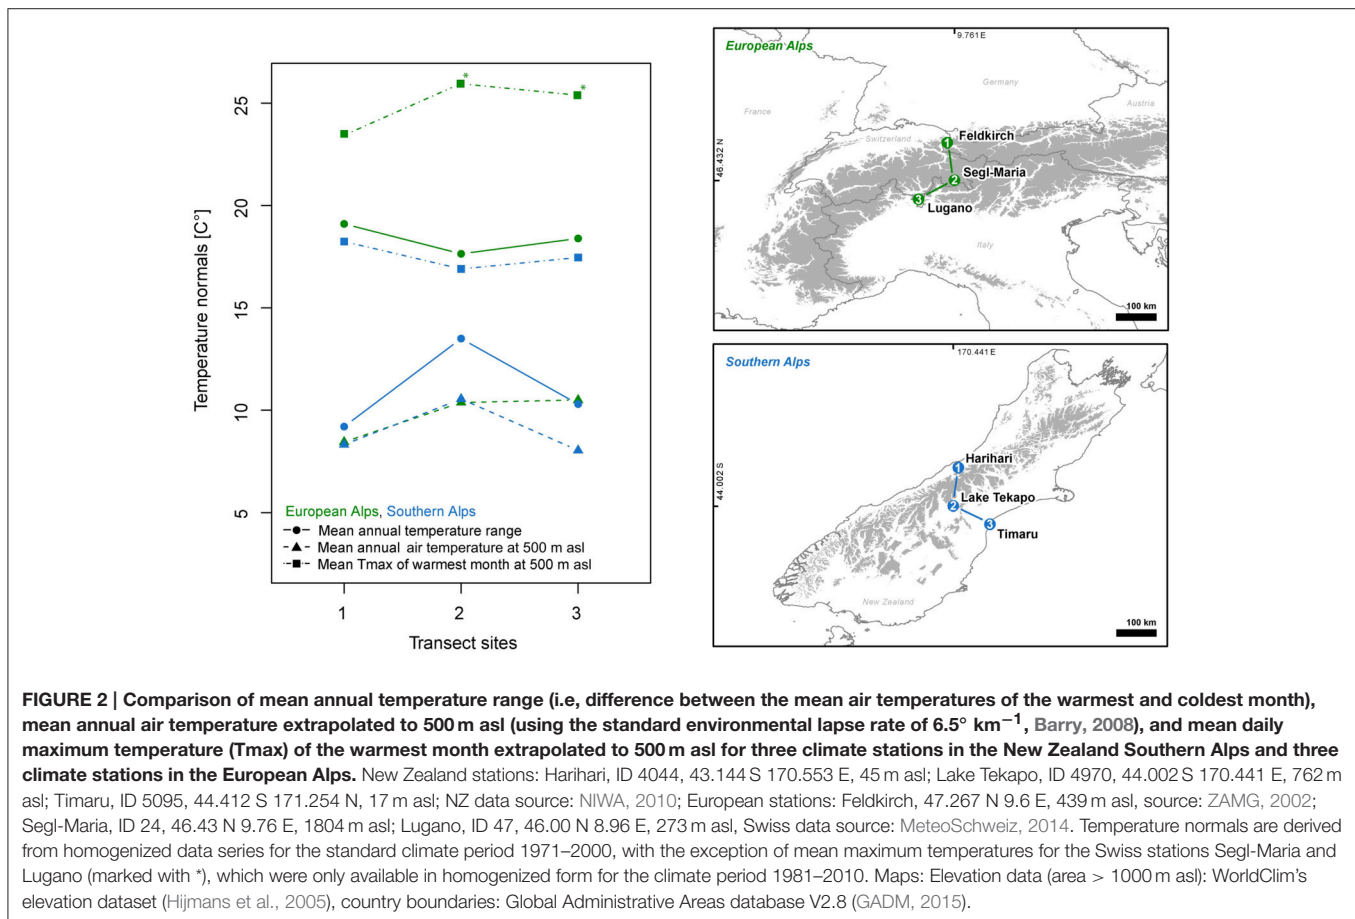 Temperature normals [C°]
25
20
15
10
5
*
*
European Alps, Southern Alps
Mean annual temperature range
Mean annual air temperature at 500 m asl
Mean Tmax of warmest month at 500 m asl
1 2 3
Transect sites
European Alps
9.761 E
46.432 N
Germany
France
Austria
Switzerland
Italy
1 Feldkirch
2 Segl-Maria
3 Lugano
100 km
Southern Alps
170.441 E
44.002 S
1 Harihari
2 Lake Tekapo
3 Timaru
New Zealand
100 km
FIGURE 2 | Comparison of mean annual temperature range (i.e, difference between the mean air temperatures of the warmest and coldest month),
mean annual air temperature extrapolated to 500 m asl (using the standard environmental lapse rate of 6.5° km⁻¹, Barry, 2008), and mean daily
maximum temperature (Tmax) of the warmest month extrapolated to 500 m asl for three climate stations in the New Zealand Southern Alps and three
climate stations in the European Alps. New Zealand stations: Harihari, ID 4044, 43.144 S 170.553 E, 45 m asl; Lake Tekapo, ID 4970, 44.002 S 170.441 E, 762 m
asl; Timaru, ID 5095, 44.412 S 171.254 N, 17 m asl; NZ data source: NIWA, 2010; European stations: Feldkirch, 47.267 N 9.6 E, 439 m asl, source: ZAMG, 2002;
Segl-Maria, ID 24, 46.43 N 9.76 E, 1804 m asl; Lugano, ID 47, 46.00 N 8.96 E, 273 m asl, Swiss data source: MeteoSchweiz, 2014. Temperature normals are derived
from homogenized data series for the standard climate period 1971–2000, with the exception of mean maximum temperatures for the Swiss stations Segl-Maria and
Lugano (marked with *), which were only available in homogenized form for the climate period 1981–2010. Maps: Elevation data (area > 1000 m asl): WorldClim's
elevation dataset (Hijmans et al., 2005), country boundaries: Global Administrative Areas database V2.8 (GADM, 2015).